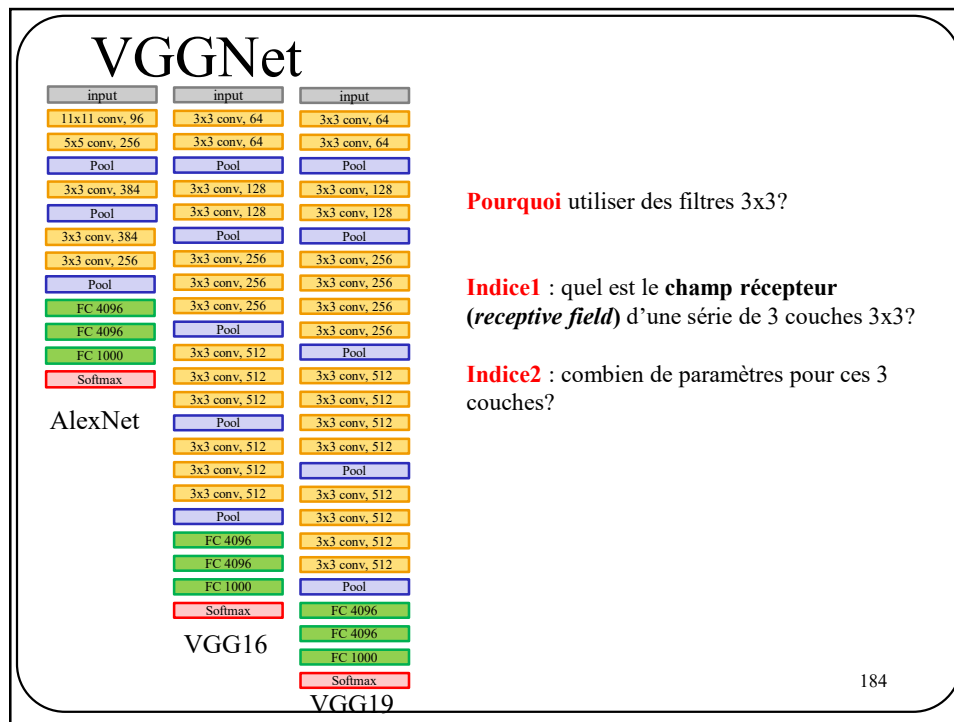 VGGNet
input
11x11 conv, 96
5x5 conv, 256
Pool
3x3 conv, 384
Pool
3x3 conv, 384
3x3 conv, 256
Pool
FC 4096
FC 4096
FC 1000
Softmax
AlexNet
input
3x3 conv, 64
3x3 conv, 64
Pool
3x3 conv, 128
3x3 conv, 128
Pool
3x3 conv, 256
3x3 conv, 256
3x3 conv, 256
Pool
3x3 conv, 512
3x3 conv, 512
3x3 conv, 512
Pool
3x3 conv, 512
3x3 conv, 512
3x3 conv, 512
Pool
FC 4096
FC 4096
FC 1000
Softmax
VGG16
input
3x3 conv, 64
3x3 conv, 64
Pool
3x3 conv, 128
3x3 conv, 128
Pool
3x3 conv, 256
3x3 conv, 256
3x3 conv, 256
3x3 conv, 256
Pool
3x3 conv, 512
3x3 conv, 512
3x3 conv, 512
3x3 conv, 512
Pool
3x3 conv, 512
3x3 conv, 512
3x3 conv, 512
3x3 conv, 512
Pool
FC 4096
FC 4096
FC 1000
Softmax
VGG19
Pourquoi utiliser des filtres 3x3?
Indice1 : quel est le champ récepteur
(receptive field) d’une série de 3 couches 3x3?
Indice2 : combien de paramètres pour ces 3
couches?
184